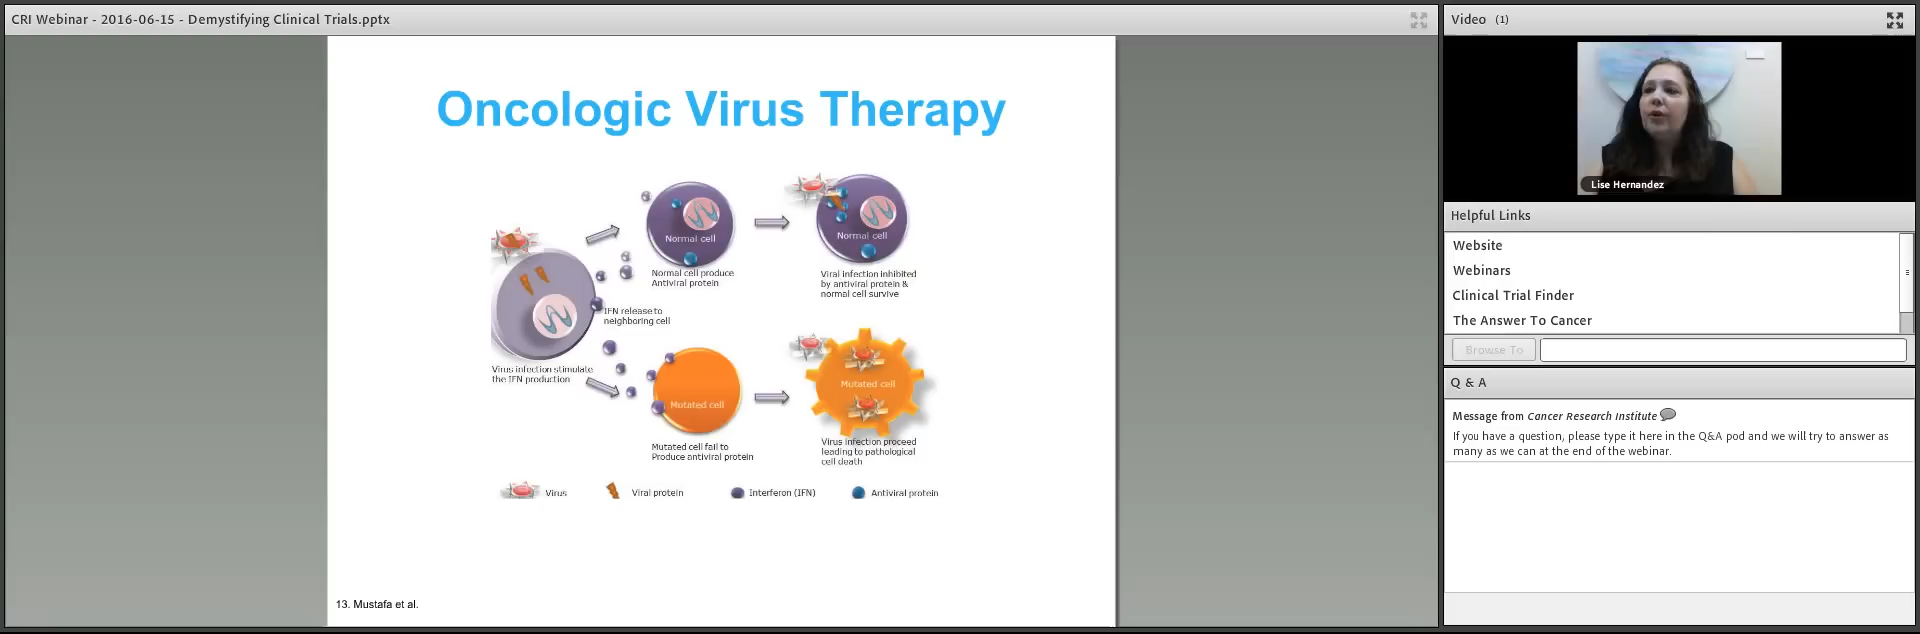 CRI Webinar - 2016-06-15 - Demystifying Clinical Trials.pptx
Oncologic Virus Therapy
Normal cell
Normal cell
Normal cell produce
Antiviral protein
Viral infection inhibited
by antiviral protein &
normal cell survive
IFN release to
neighboring cell
Virus infection stimulate
the IFN production
Mutated cell
Mutated cell
Mutated cell fail to
Produce antiviral protein
Virus infection proceed
leading to pathological
cell death
Virus
Viral protein
Interferon (IFN)
Antiviral protein
13. Mustafa et al.
Video (1)
Lise Hernandez
Helpful Links
Website
Webinars
Clinical Trial Finder
The Answer To Cancer
Browse To
Q & A
Message from Cancer Research Institute
If you have a question, please type it here in the Q&A pod and we will try to answer as
many as we can at the end of the webinar.